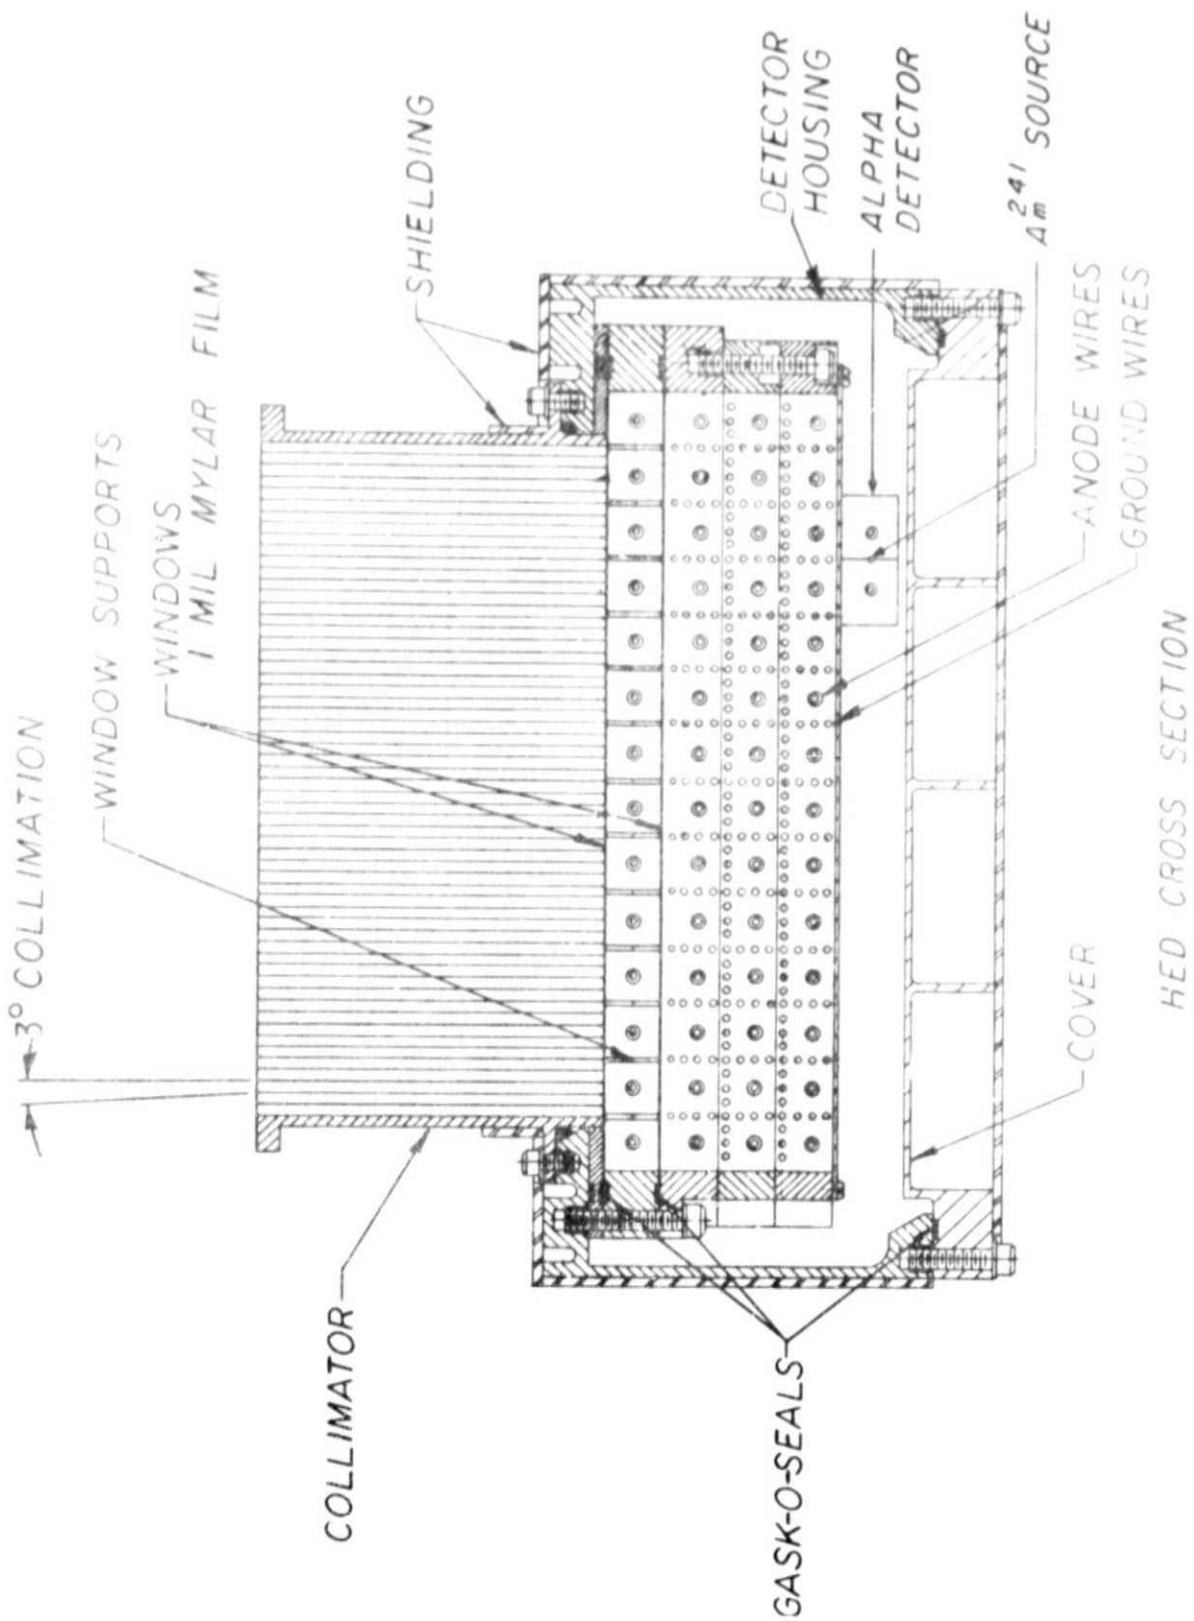 3° COLLIMATION
WINDOW SUPPORTS
WINDOWS
1 MIL MYLAR FILM
SHIELDING
DETECTOR
HOUSING
ALPHA
DETECTOR
Am²⁴¹ SOURCE
ANODE WIRES
GROUND WIRES
COVER
COLLIMATOR
GASK-O-SEALS
HED CROSS SECTION